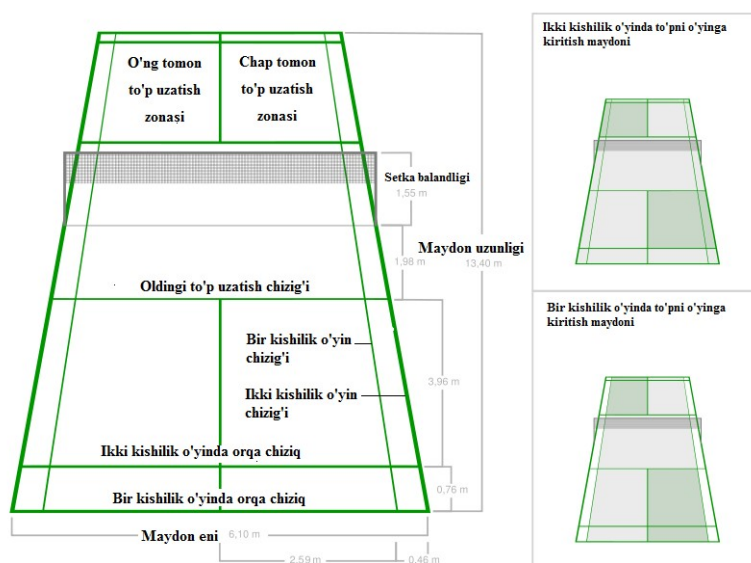 O'ng tomon
to'p uzatish
zonasi
Chap tomon
to'p uzatish
zonasi
Setka balandligi
1,55 m
Maydon uzunligi
13,40 m
1,98 m
Oldingi to'p uzatish chizig'i
Bir kishilik o'yin
chizig'i
3,96 m
Ikki kishilik o'yin
chizig'i
Ikki kishilik o'yinda orqa chiziq
0,76 m
Bir kishilik o'yinda orqa chiziq
Maydon eni
6,10 m
2,59 m
0,46 m
Ikki kishilik o'yinda to'pni o'yinga
kiritish maydoni
Bir kishilik o'yinda to'pni o'yinga
kiritish maydoni